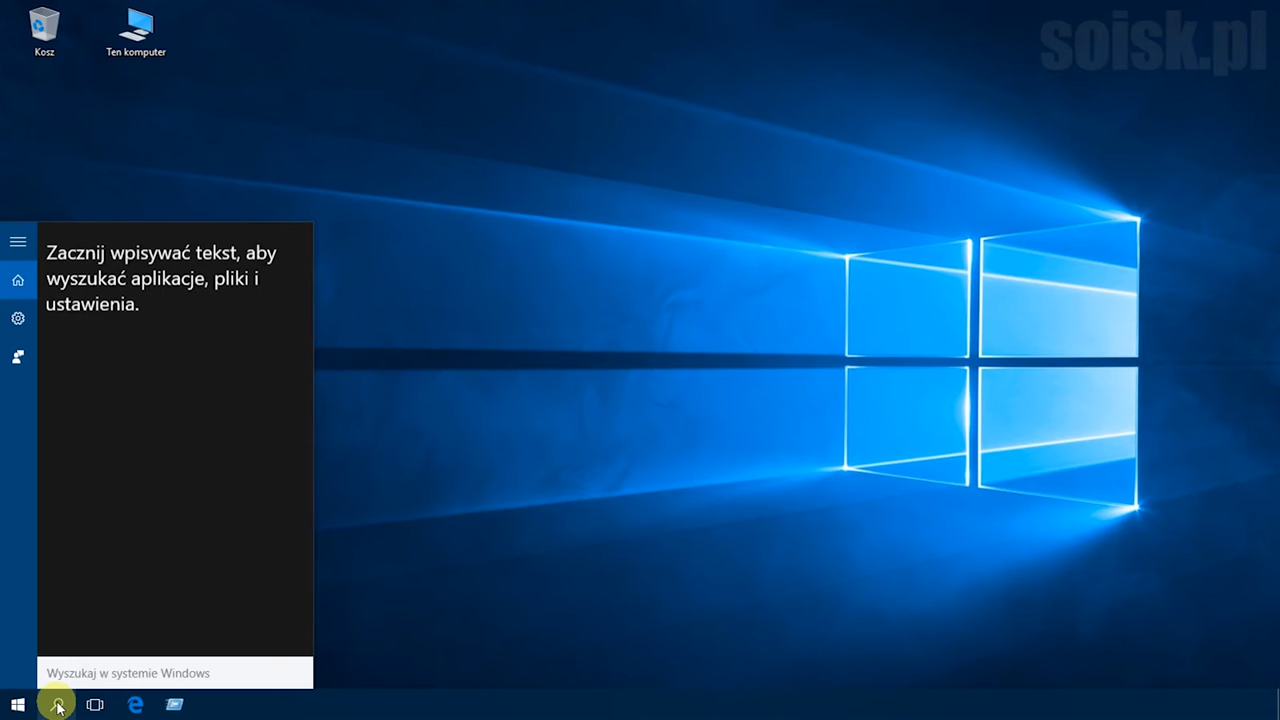 Kosz
Ten komputer
soisk.pl
Zacznij wpisywać tekst, aby
wyszukać aplikacje, pliki i
ustawienia.
Wyszukaj w systemie Windows